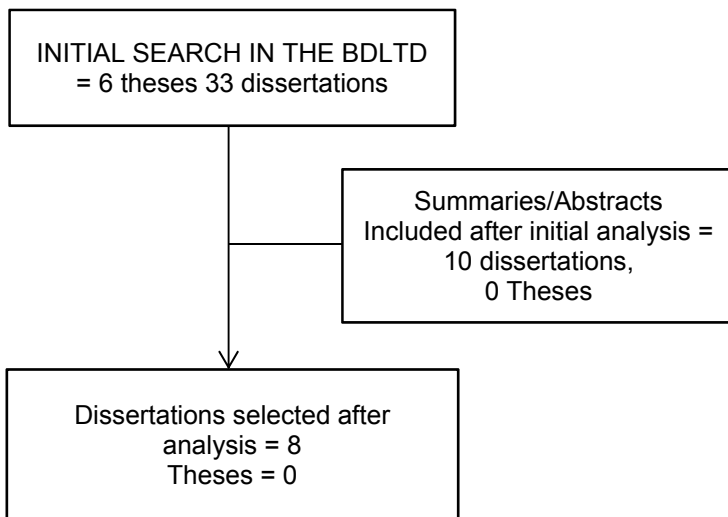 INITIAL SEARCH IN THE BDLTD
= 6 theses 33 dissertations
Summaries/Abstracts
Included after initial analysis =
10 dissertations,
0 Theses
Dissertations selected after
analysis = 8
Theses = 0